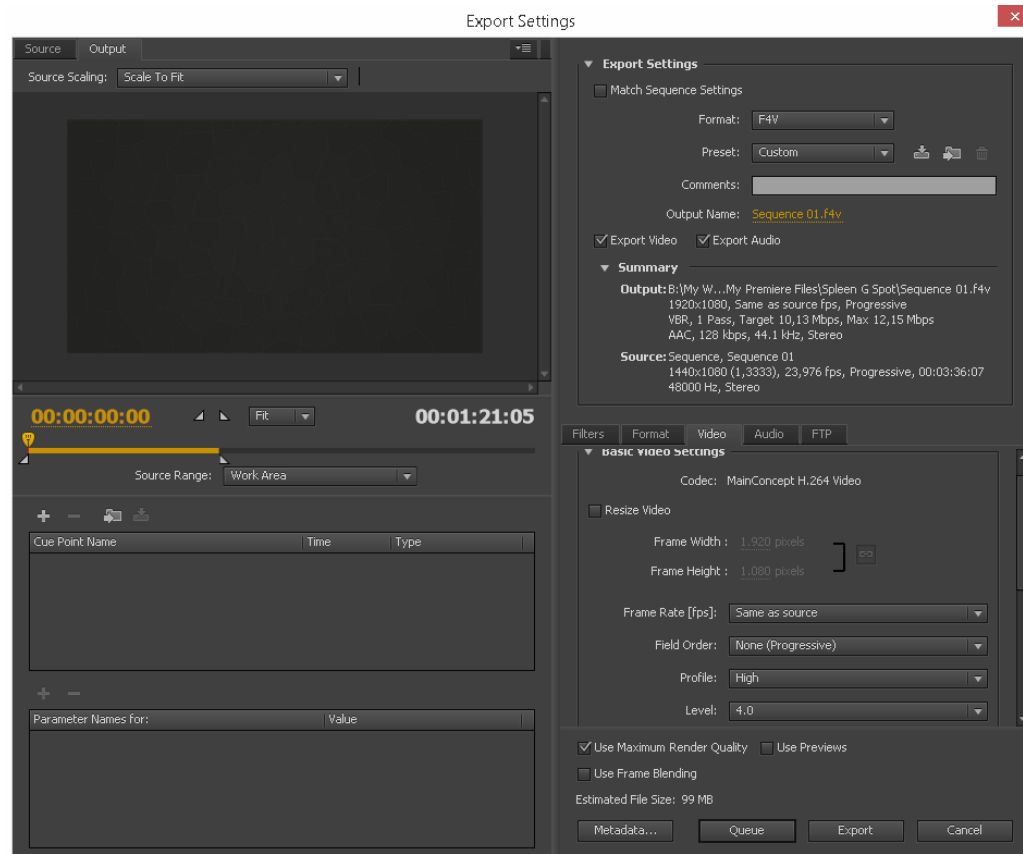 Export Settings
Source Output
Source Scaling: Scale To Fit
00:00:00:00 Fit 00:01:21:05
Source Range: Work Area
Cue Point Name Time Type
Parameter Names for: Value
Export Settings
Match Sequence Settings
Format: F4V
Preset: Custom
Comments:
Output Name: Sequence 01.f4v
Export Video Export Audio
Summary
Output: B:\My W...My Premiere Files\Spleen G Spot\Sequence 01.f4v
1920x1080, Same as source fps, Progressive
VBR, 1 Pass, Target 10,13 Mbps, Max 12,15 Mbps
AAC, 128 kbps, 44.1 kHz, Stereo
Source: Sequence, Sequence 01
1440x1080 (1,3333), 23,976 fps, Progressive, 00:03:36:07
48000 Hz, Stereo
Filters Format Video Audio FTP
Basic Video Settings
Codec: MainConcept H.264 Video
Resize Video
Frame Width : 1.920 pixels
Frame Height : 1.080 pixels
Frame Rate [fps]: Same as source
Field Order: None (Progressive)
Profile: High
Level: 4.0
Use Maximum Render Quality Use Previews
Use Frame Blending
Estimated File Size: 99 MB
Metadata... Queue Export Cancel